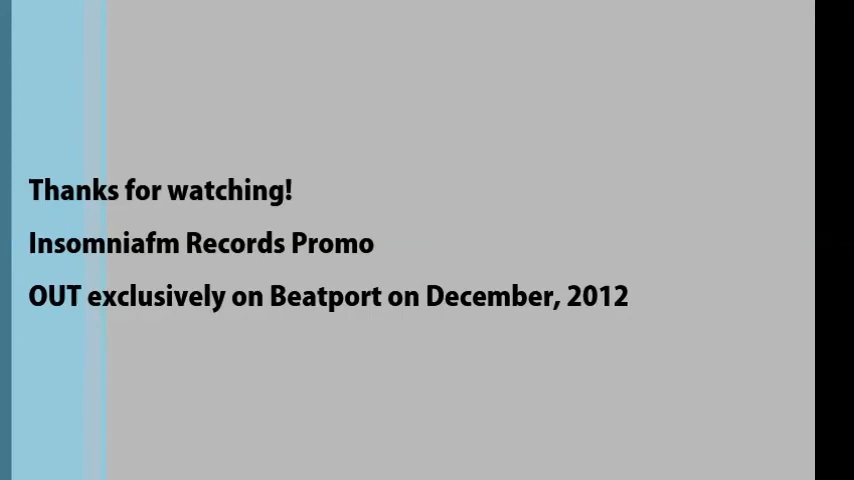 Thanks for watching!
Insomniafm Records Promo
OUT exclusively on Beatport on December, 2012